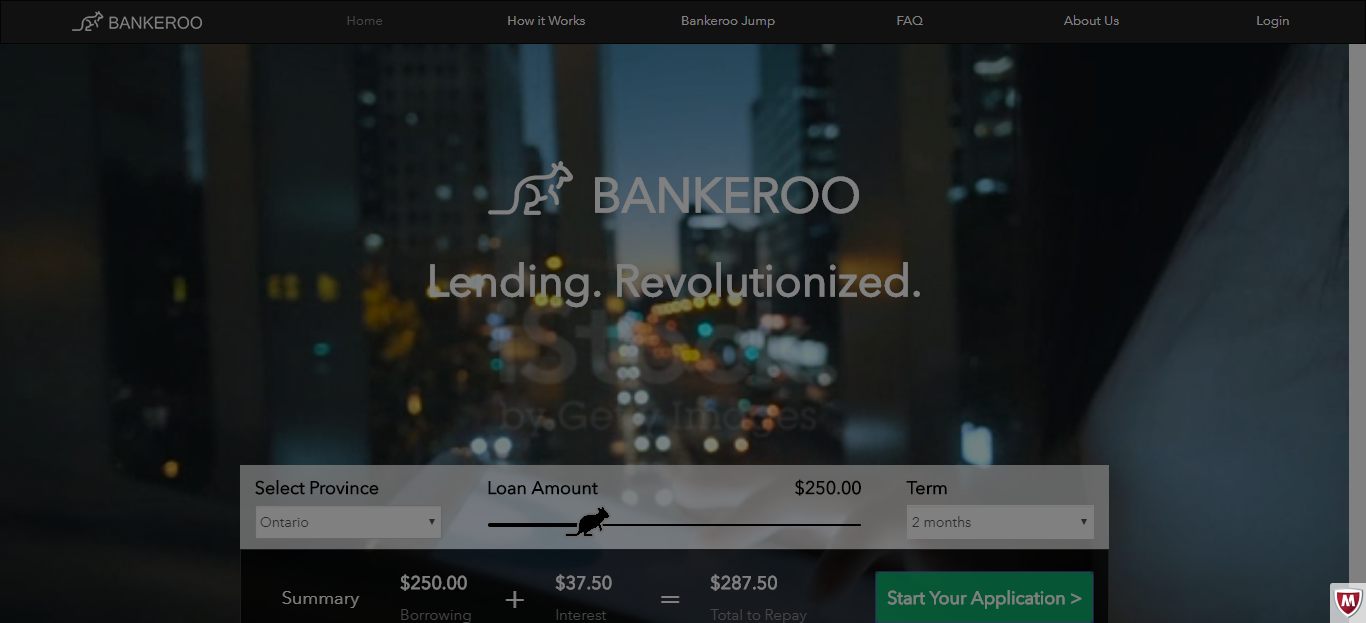 BANKEROO
Home
How it Works
Bankeroo Jump
FAQ
About Us
Login
BANKEROO
Lending. Revolutionized.
iStock
by Getty Images
Select Province
Loan Amount
$250.00
Term
Ontario
2 months
Summary
$250.00
+
$37.50
=
$287.50
Start Your Application >
Borrowing
Interest
Total to Repay
M